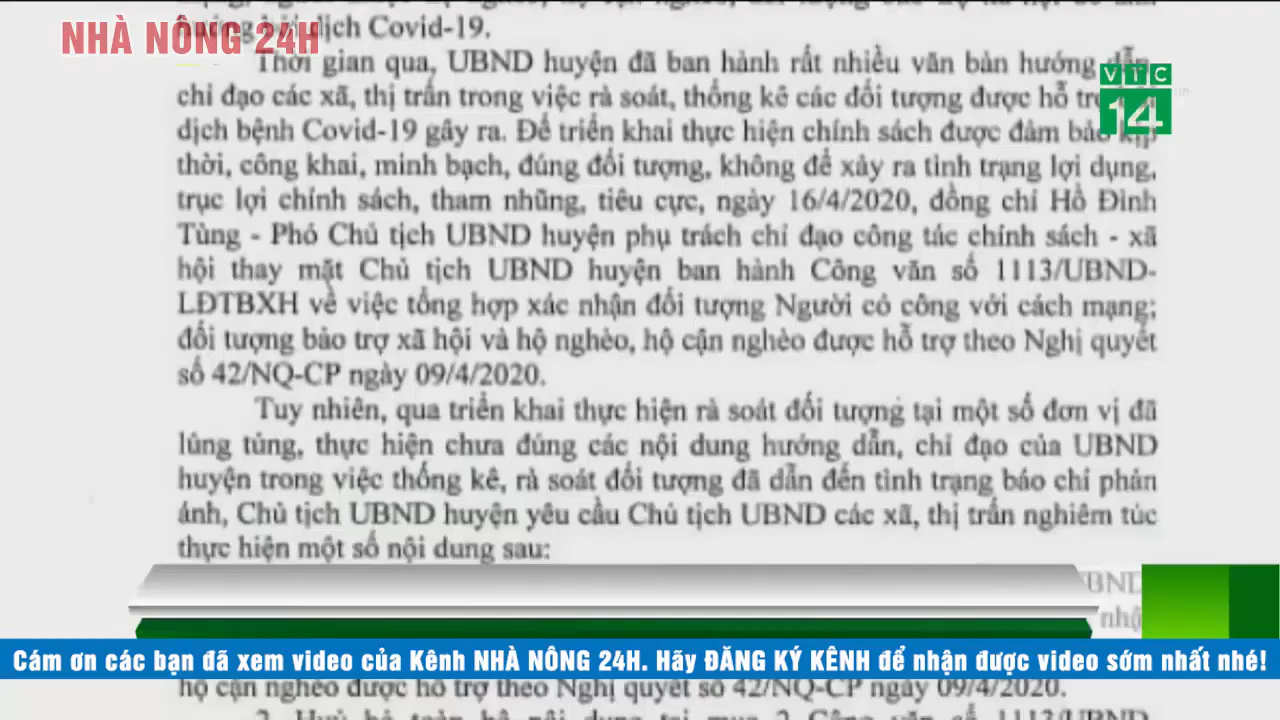 NHÀ NÔNG 24H
hưởng bởi dịch Covid-19.
Thời gian qua, UBND huyện đã ban hành rất nhiều văn bản hướng dẫn,
VTC
14
chỉ đạo các xã, thị trấn trong việc rà soát, thống kê các đối tượng được hỗ trợ
dịch bệnh Covid-19 gây ra. Để triển khai thực hiện chính sách được đảm bảo kịp
thời, công khai, minh bạch, đúng đối tượng, không để xảy ra tình trạng lợi dụng,
trục lợi chính sách, tham nhũng, tiêu cực, ngày 16/4/2020, đồng chí Hồ Đình
Tùng - Phó Chủ tịch UBND huyện phụ trách chỉ đạo công tác chính sách - xã
hội thay mặt Chủ tịch UBND huyện ban hành Công văn số 1113/UBND-
LĐTBXH về việc tổng hợp xác nhận đối tượng Người có công với cách mạng;
đối tượng bảo trợ xã hội và hộ nghèo, hộ cận nghèo được hỗ trợ theo Nghị quyết
số 42/NQ-CP ngày 09/4/2020.
Tuy nhiên, qua triển khai thực hiện rà soát đối tượng tại một số đơn vị đã
lúng túng, thực hiện chưa đúng các nội dung hướng dẫn, chỉ đạo của UBND
huyện trong việc thống kê, rà soát đối tượng đã dẫn đến tình trạng báo chí phản
ánh, Chủ tịch UBND huyện yêu cầu Chủ tịch UBND các xã, thị trấn nghiêm túc
thực hiện một số nội dung sau:
UBND
nhậ
Cám ơn các bạn đã xem video của Kênh NHÀ NÔNG 24H. Hãy ĐĂNG KÝ KÊNH để nhận được video sớm nhất nhé!
hộ cận nghèo được hỗ trợ theo Nghị quyết số 42/NQ-CP ngày 09/4/2020.